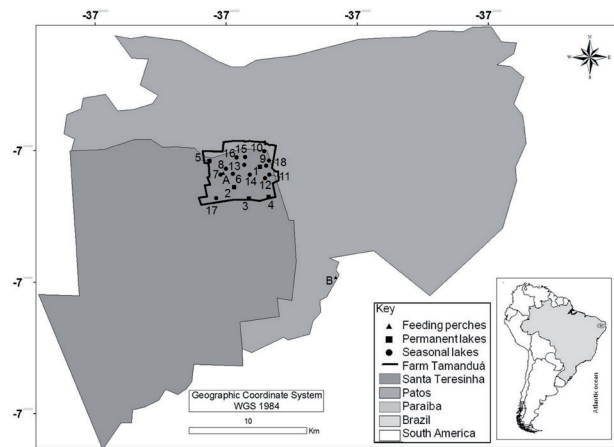 -37 -37 -37 -37
N
W E
S
-7
-7
-7
10
16 15
5
9
13
18
8
1
7
A
6
14
11
12
2
17
3
4
B
Key
Feeding perches
Permanent lakes
Seasonal lakes
Farm Tamanduá
Santa Teresinha
Patos
Paraíba
Brazil
South America
Geographic Coordinate System
WGS 1984
10
Km
Atlantic ocean